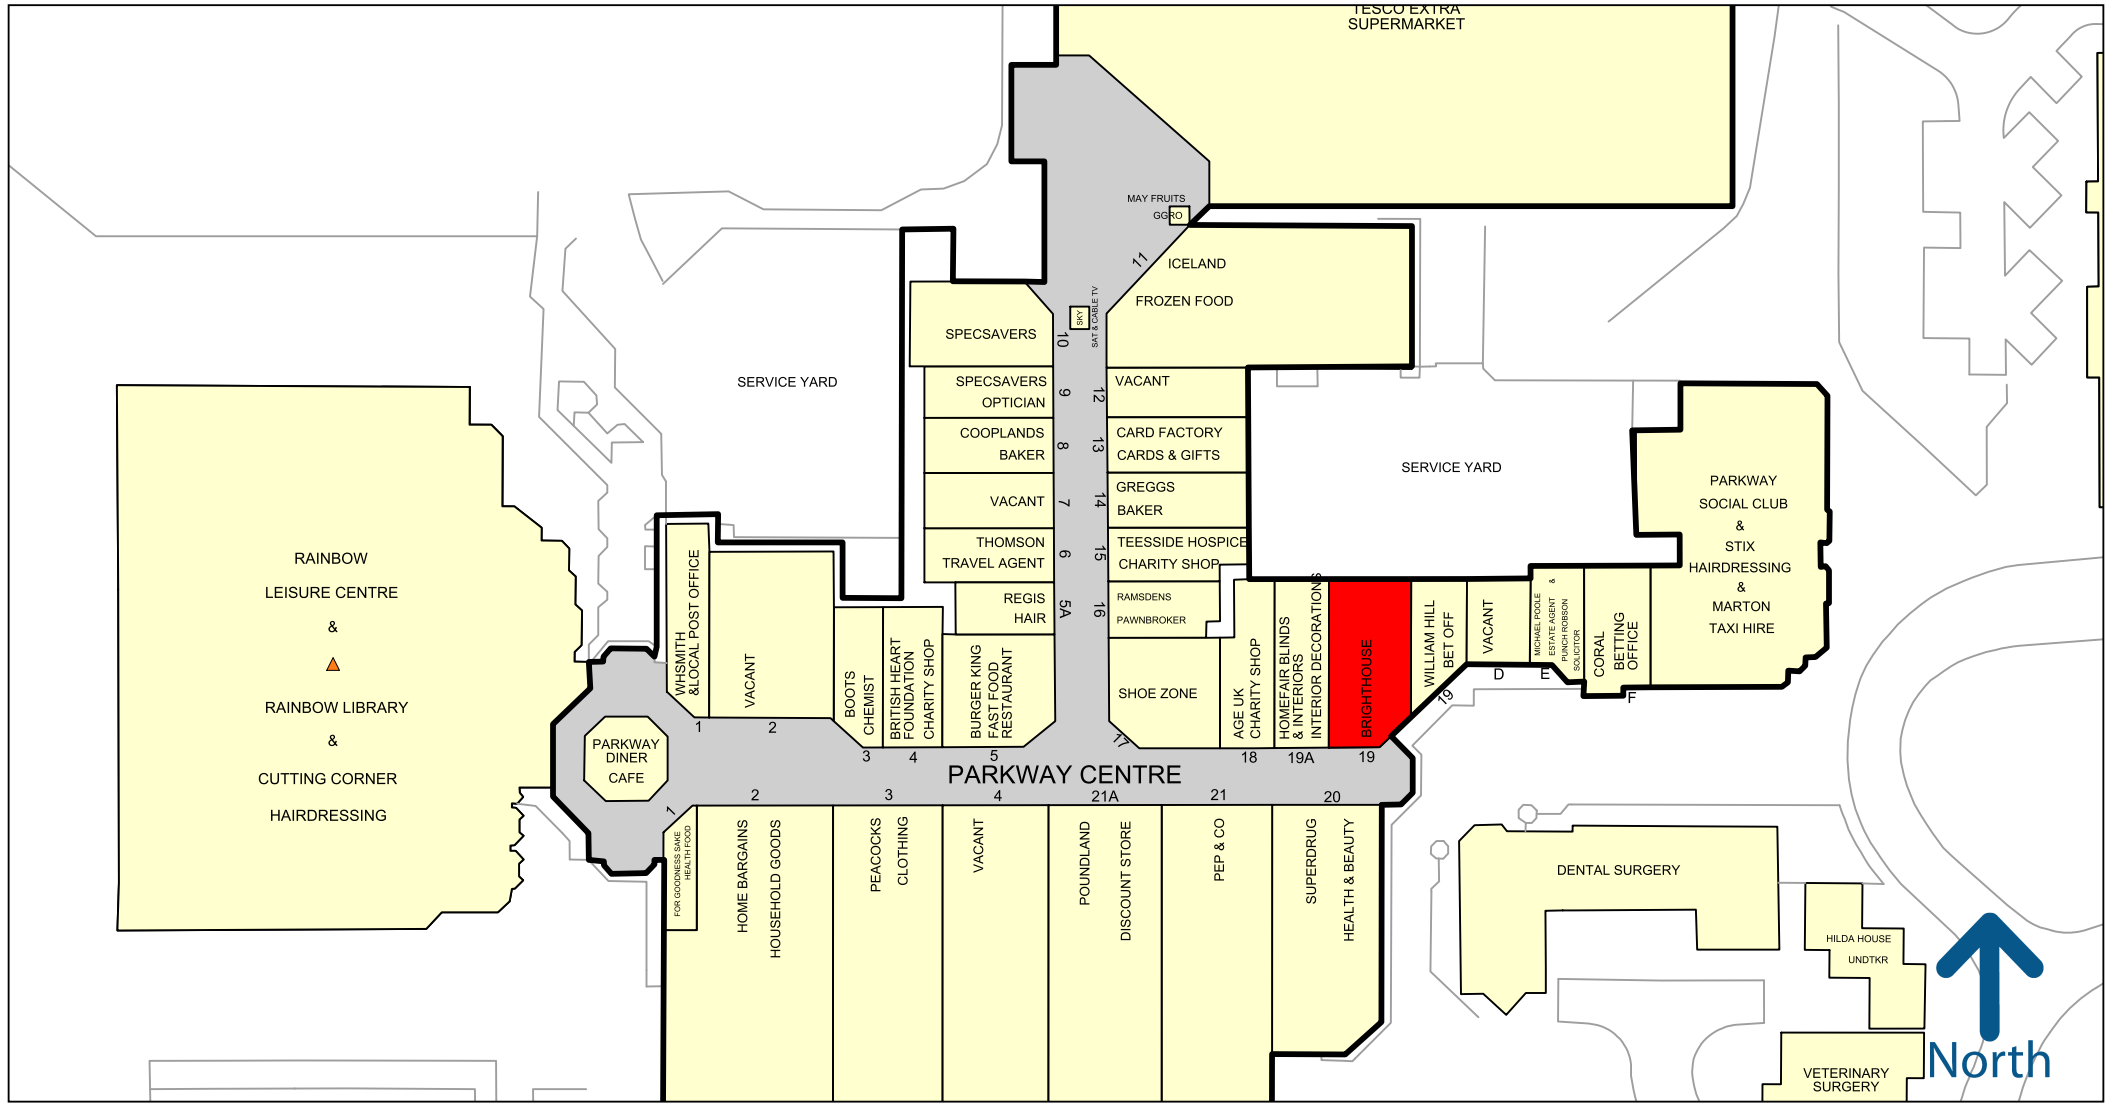 TESCO EXTRA
SUPERMARKET
MAY FRUITS
GGRO
11
ICELAND
FROZEN FOOD
SKY
SAT & CABLE TV
SPECSAVERS
10
SERVICE YARD
SPECSAVERS
OPTICIAN
9
12
VACANT
COOPLANDS
BAKER
8
13
CARD FACTORY
CARDS & GIFTS
VACANT
7
14
GREGGS
BAKER
THOMSON
TRAVEL AGENT
6
15
TEESSIDE HOSPICE
CHARITY SHOP
REGIS
HAIR
5A
16
RAMSDENS
PAWNBROKER
SERVICE YARD
PARKWAY
SOCIAL CLUB
&
STIX
HAIRDRESSING
&
MARTON
TAXI HIRE
RAINBOW
LEISURE CENTRE
&
RAINBOW LIBRARY
&
CUTTING CORNER
HAIRDRESSING
WHSMITH
&LOCAL POST OFFICE
1
VACANT
2
BOOTS
CHEMIST
3
BRITISH HEART
FOUNDATION
CHARITY SHOP
4
BURGER KING
FAST FOOD
RESTAURANT
5
SHOE ZONE
17
AGE UK
CHARITY SHOP
18
HOMEFAIR BLINDS
& INTERIORS
INTERIOR DECORATIONS
19A
BRIGHTHOUSE
19
WILLIAM HILL
BET OFF
19
VACANT
D
MICHAEL POOLE
ESTATE AGENT &
PUNCH ROBSON
SOLICITOR
E
CORAL
BETTING
OFFICE
F
PARKWAY
DINER
CAFE
PARKWAY CENTRE
1
FOR GOODNESS SAKE
HEALTH FOOD
2
HOME BARGAINS
HOUSEHOLD GOODS
3
PEACOCKS
CLOTHING
4
VACANT
21A
POUNDLAND
DISCOUNT STORE
21
PEP & CO
20
SUPERDRUG
HEALTH & BEAUTY
DENTAL SURGERY
HILDA HOUSE
UNDTKR
VETERINARY
SURGERY
North